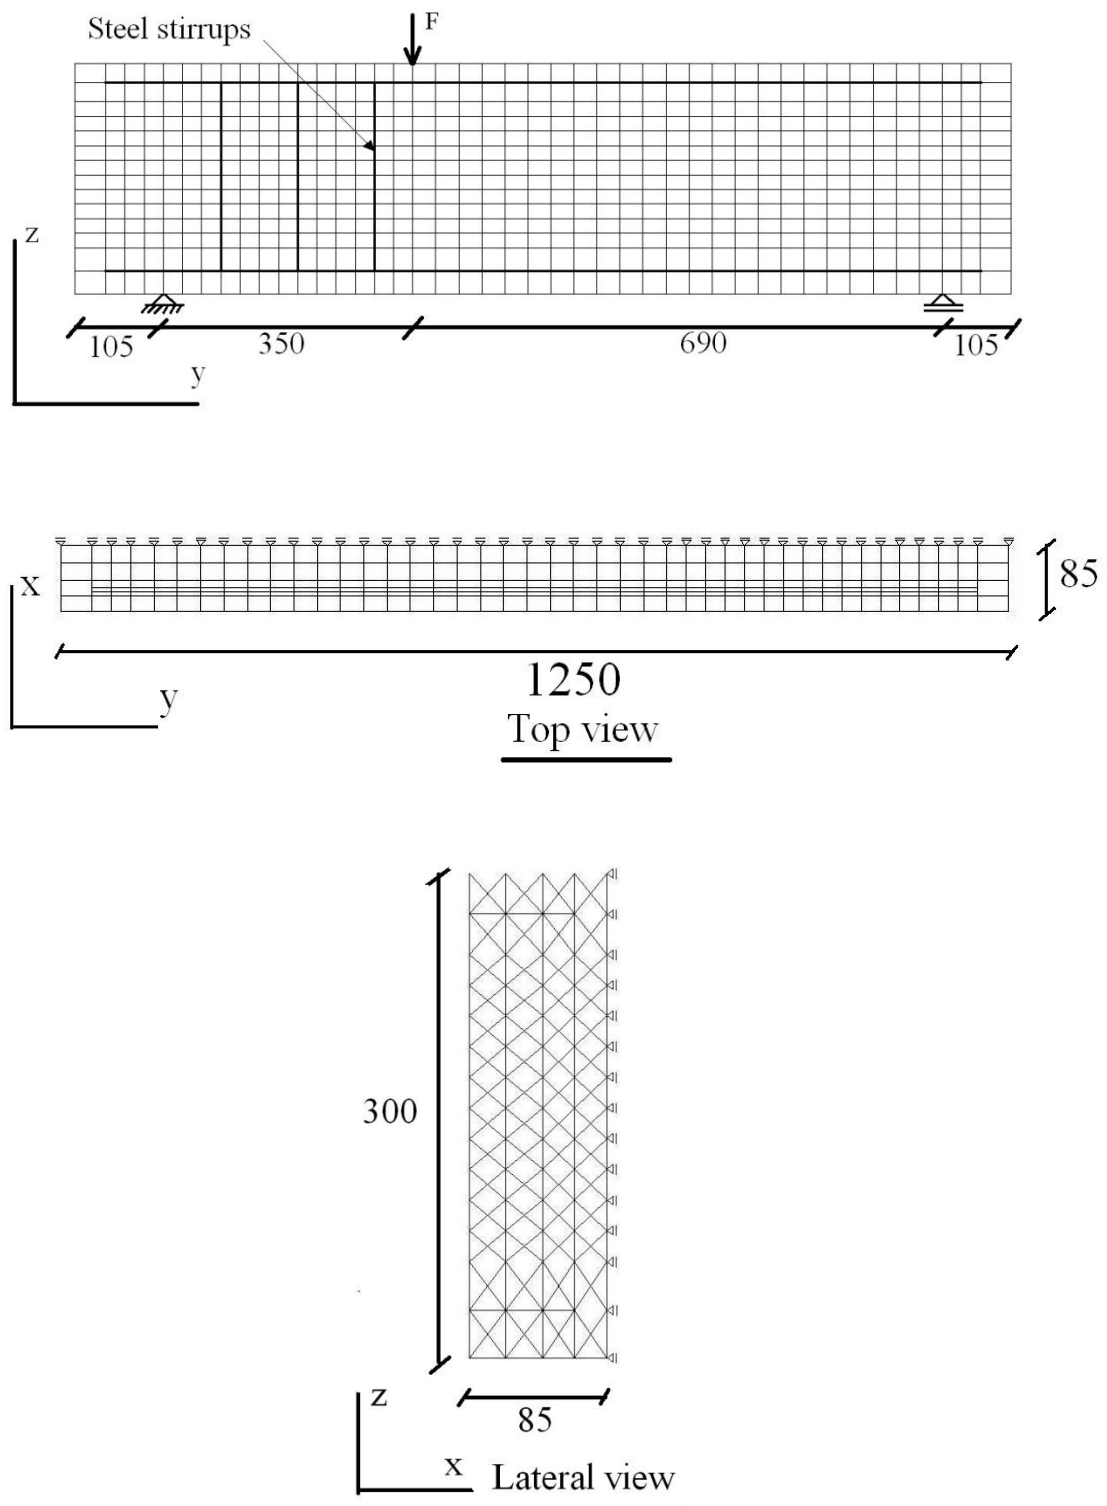 Steel stirrups
F
z
105
350
690
105
y
x
85
1250
y
Top view
300
85
z
x
Lateral view